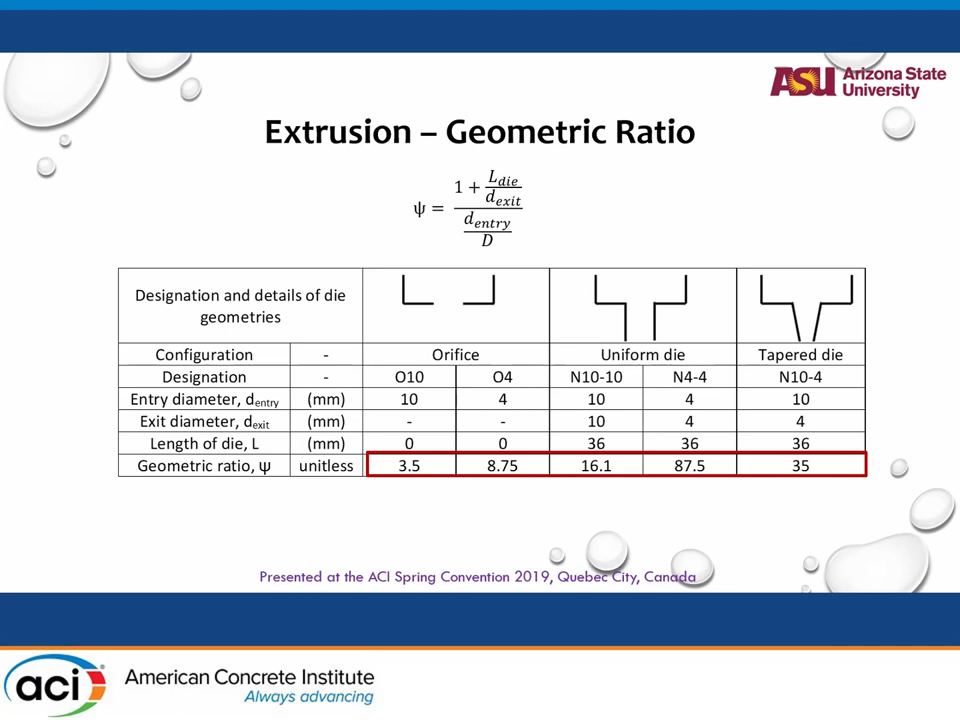 ASU Arizona State University
Extrusion – Geometric Ratio
ψ = (1 + L_die/d_exit) / (d_entry/D)
Designation and details of die
geometries
Configuration - Orifice Uniform die Tapered die
Designation - O10 O4 N10-10 N4-4 N10-4
Entry diameter, d_entry (mm) 10 4 10 4 10
Exit diameter, d_exit (mm) - - 10 4 4
Length of die, L (mm) 0 0 36 36 36
Geometric ratio, ψ unitless 3.5 8.75 16.1 87.5 35
Presented at the ACI Spring Convention 2019, Quebec City, Canada
aci American Concrete Institute
Always advancing